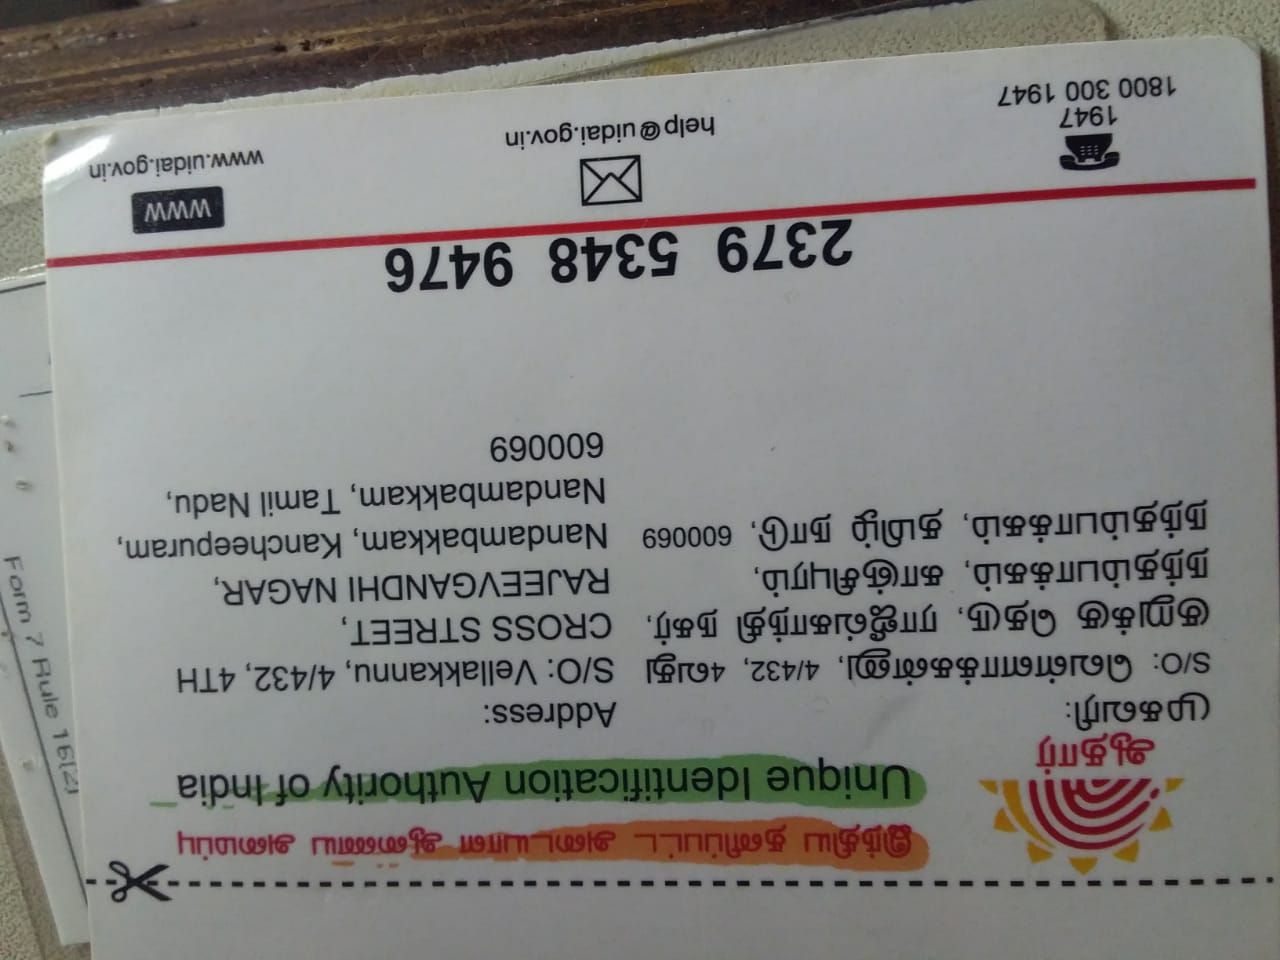 இந்திய தனிப்பட்ட அடையாள ஆணைய அமைப்பு
Unique Identification Authority of India
ஆதார்
முகவரி:
S/O: வெள்ளாக்கண்ணு, 4/432, 4வது
குறுக்கு தெரு, ராஜீவ்காந்தி நகர்,
நந்தம்பாக்கம், காஞ்சிபுரம்,
நந்தம்பாக்கம், தமிழ் நாடு, 600069
Address:
S/O: Vellakkannu, 4/432, 4TH
CROSS STREET,
RAJEEVGANDHI NAGAR,
Nandambakkam, Kancheepuram,
Nandambakkam, Tamil Nadu,
600069
2379 5348 9476
1947
1800 300 1947
help@uidai.gov.in
WWW
www.uidai.gov.in
Form 7 Rule 16(2)